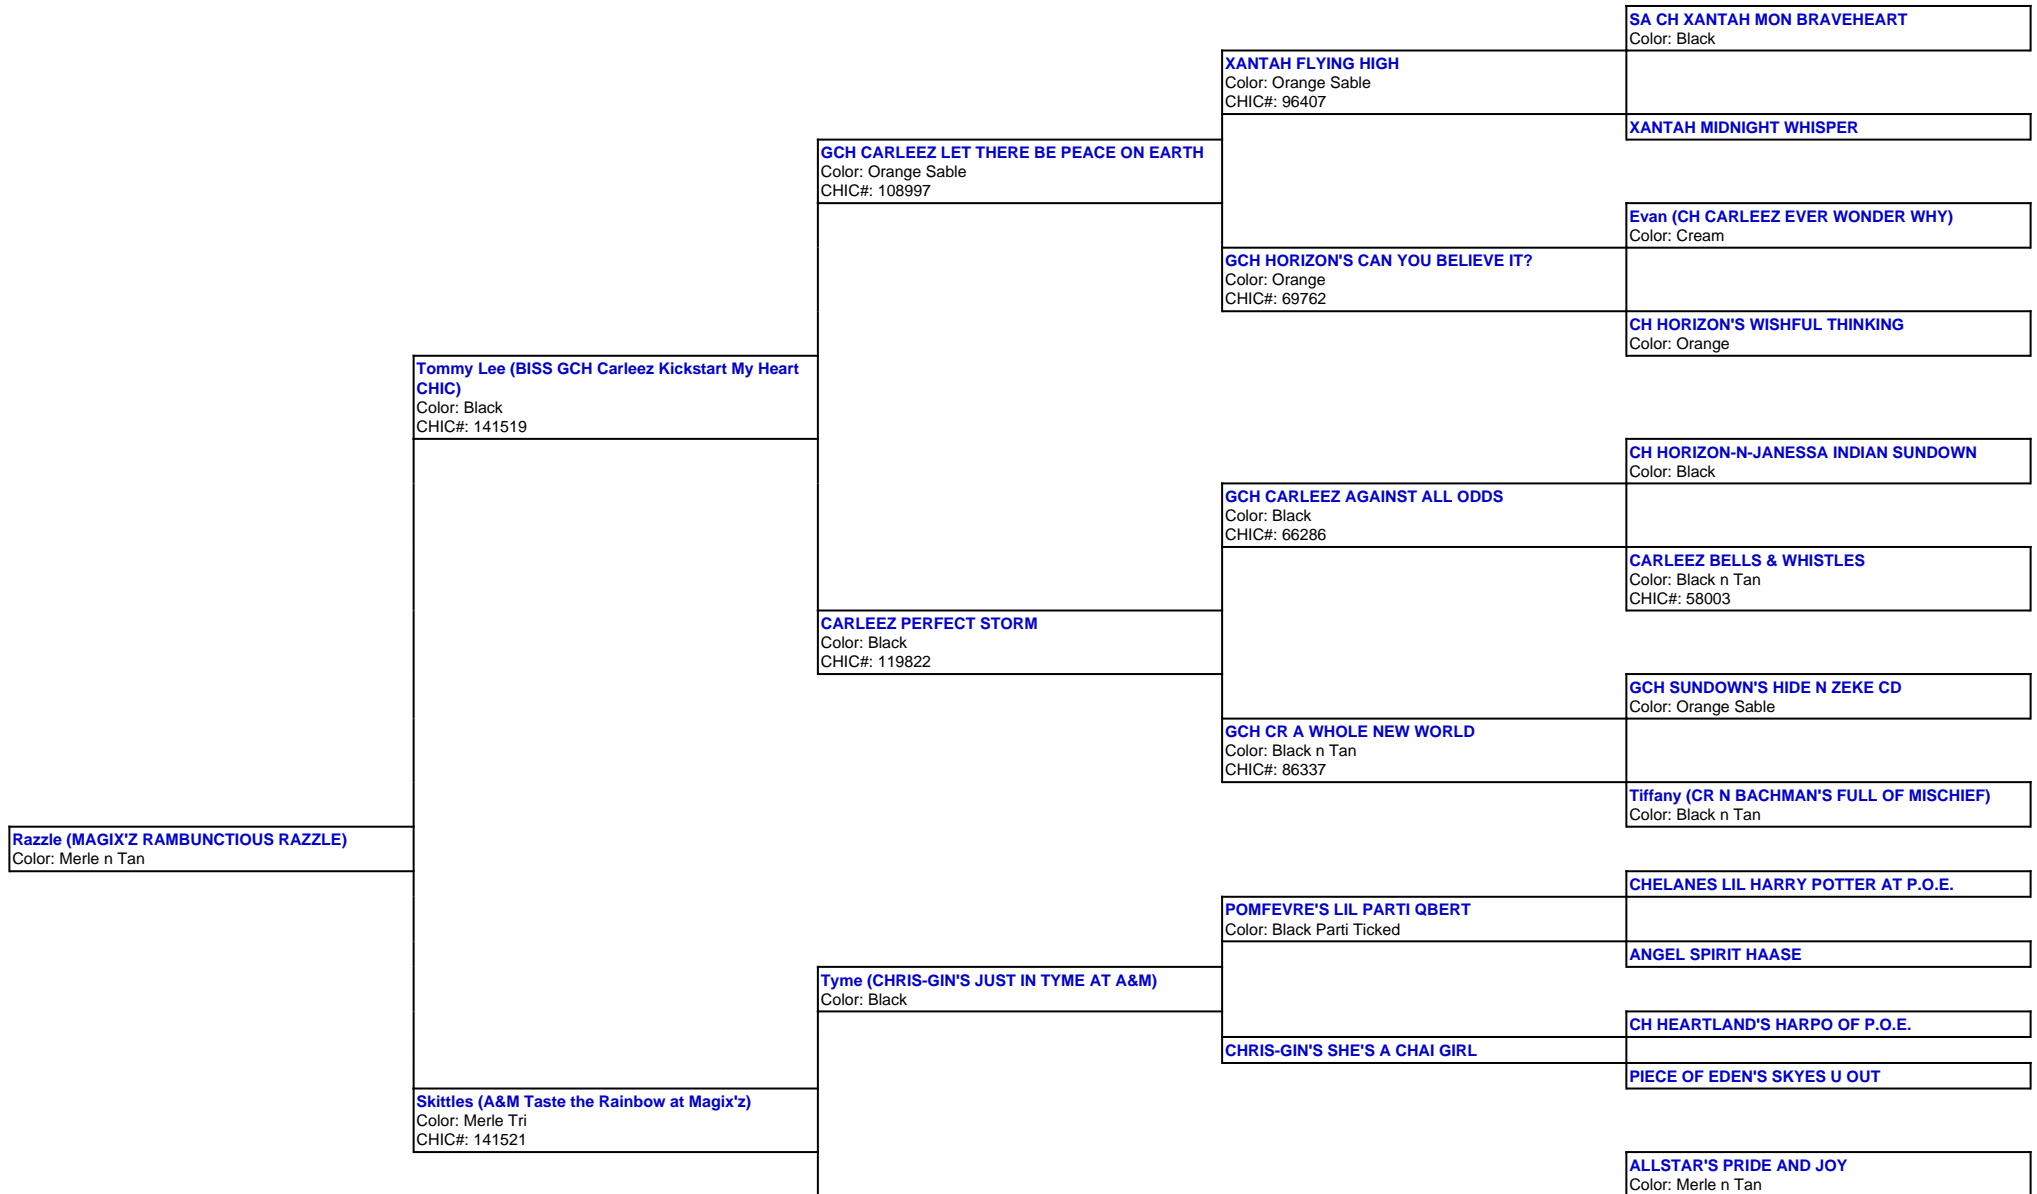 SA CH XANTAH MON BRAVEHEART
Color: Black
XANTAH FLYING HIGH
Color: Orange Sable
CHIC#: 96407
XANTAH MIDNIGHT WHISPER
GCH CARLEEZ LET THERE BE PEACE ON EARTH
Color: Orange Sable
CHIC#: 108997
Evan (CH CARLEEZ EVER WONDER WHY)
Color: Cream
GCH HORIZON'S CAN YOU BELIEVE IT?
Color: Orange
CHIC#: 69762
CH HORIZON'S WISHFUL THINKING
Color: Orange
Tommy Lee (BISS GCH Carleez Kickstart My Heart
CHIC)
Color: Black
CHIC#: 141519
CH HORIZON-N-JANESSA INDIAN SUNDOWN
Color: Black
GCH CARLEEZ AGAINST ALL ODDS
Color: Black
CHIC#: 66286
CARLEEZ BELLS & WHISTLES
Color: Black n Tan
CHIC#: 58003
CARLEEZ PERFECT STORM
Color: Black
CHIC#: 119822
GCH SUNDOWN'S HIDE N ZEKE CD
Color: Orange Sable
GCH CR A WHOLE NEW WORLD
Color: Black n Tan
CHIC#: 86337
Tiffany (CR N BACHMAN'S FULL OF MISCHIEF)
Color: Black n Tan
Razzle (MAGIX'Z RAMBUNCTIOUS RAZZLE)
Color: Merle n Tan
CHELANES LIL HARRY POTTER AT P.O.E.
POMFEVRE'S LIL PARTI QBERT
Color: Black Parti Ticked
ANGEL SPIRIT HAASE
Tyme (CHRIS-GIN'S JUST IN TYME AT A&M)
Color: Black
CH HEARTLAND'S HARPO OF P.O.E.
CHRIS-GIN'S SHE'S A CHAI GIRL
PIECE OF EDEN'S SKYES U OUT
Skittles (A&M Taste the Rainbow at Magix'z)
Color: Merle Tri
CHIC#: 141521
ALLSTAR'S PRIDE AND JOY
Color: Merle n Tan